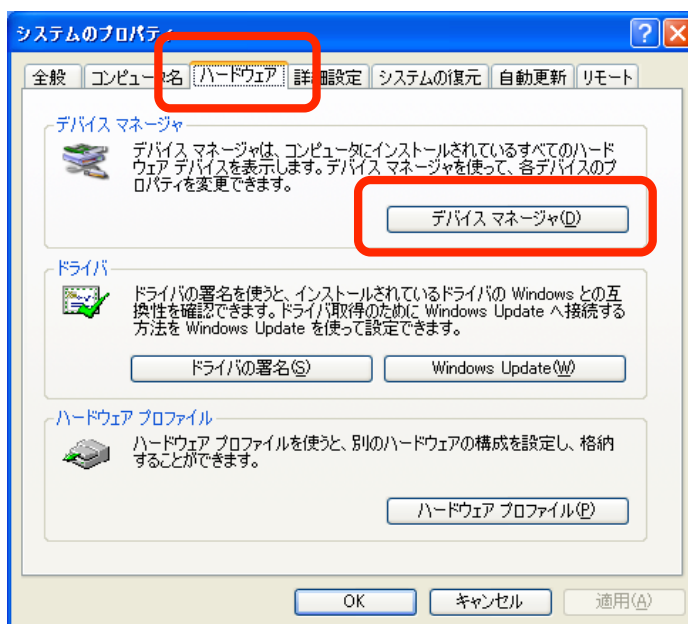 システムのプロパティ
全般 コンピュータ名 ハードウェア 詳細設定 システムの復元 自動更新 リモート
デバイス マネージャ
デバイス マネージャは、コンピュータにインストールされているすべてのハード
ウェア デバイスを表示します。デバイス マネージャを使って、各デバイスのプ
ロパティを変更できます。
デバイス マネージャ(D)
ドライバ
ドライバの署名を使うと、インストールされているドライバの Windows との互
換性を確認できます。ドライバ取得のために Windows Update へ接続する
方法を Windows Update を使って設定できます。
ドライバの署名(S) Windows Update(W)
ハードウェア プロファイル
ハードウェア プロファイルを使うと、別のハードウェアの構成を設定し、格納
することができます。
ハードウェア プロファイル(P)
OK キャンセル 適用(A)